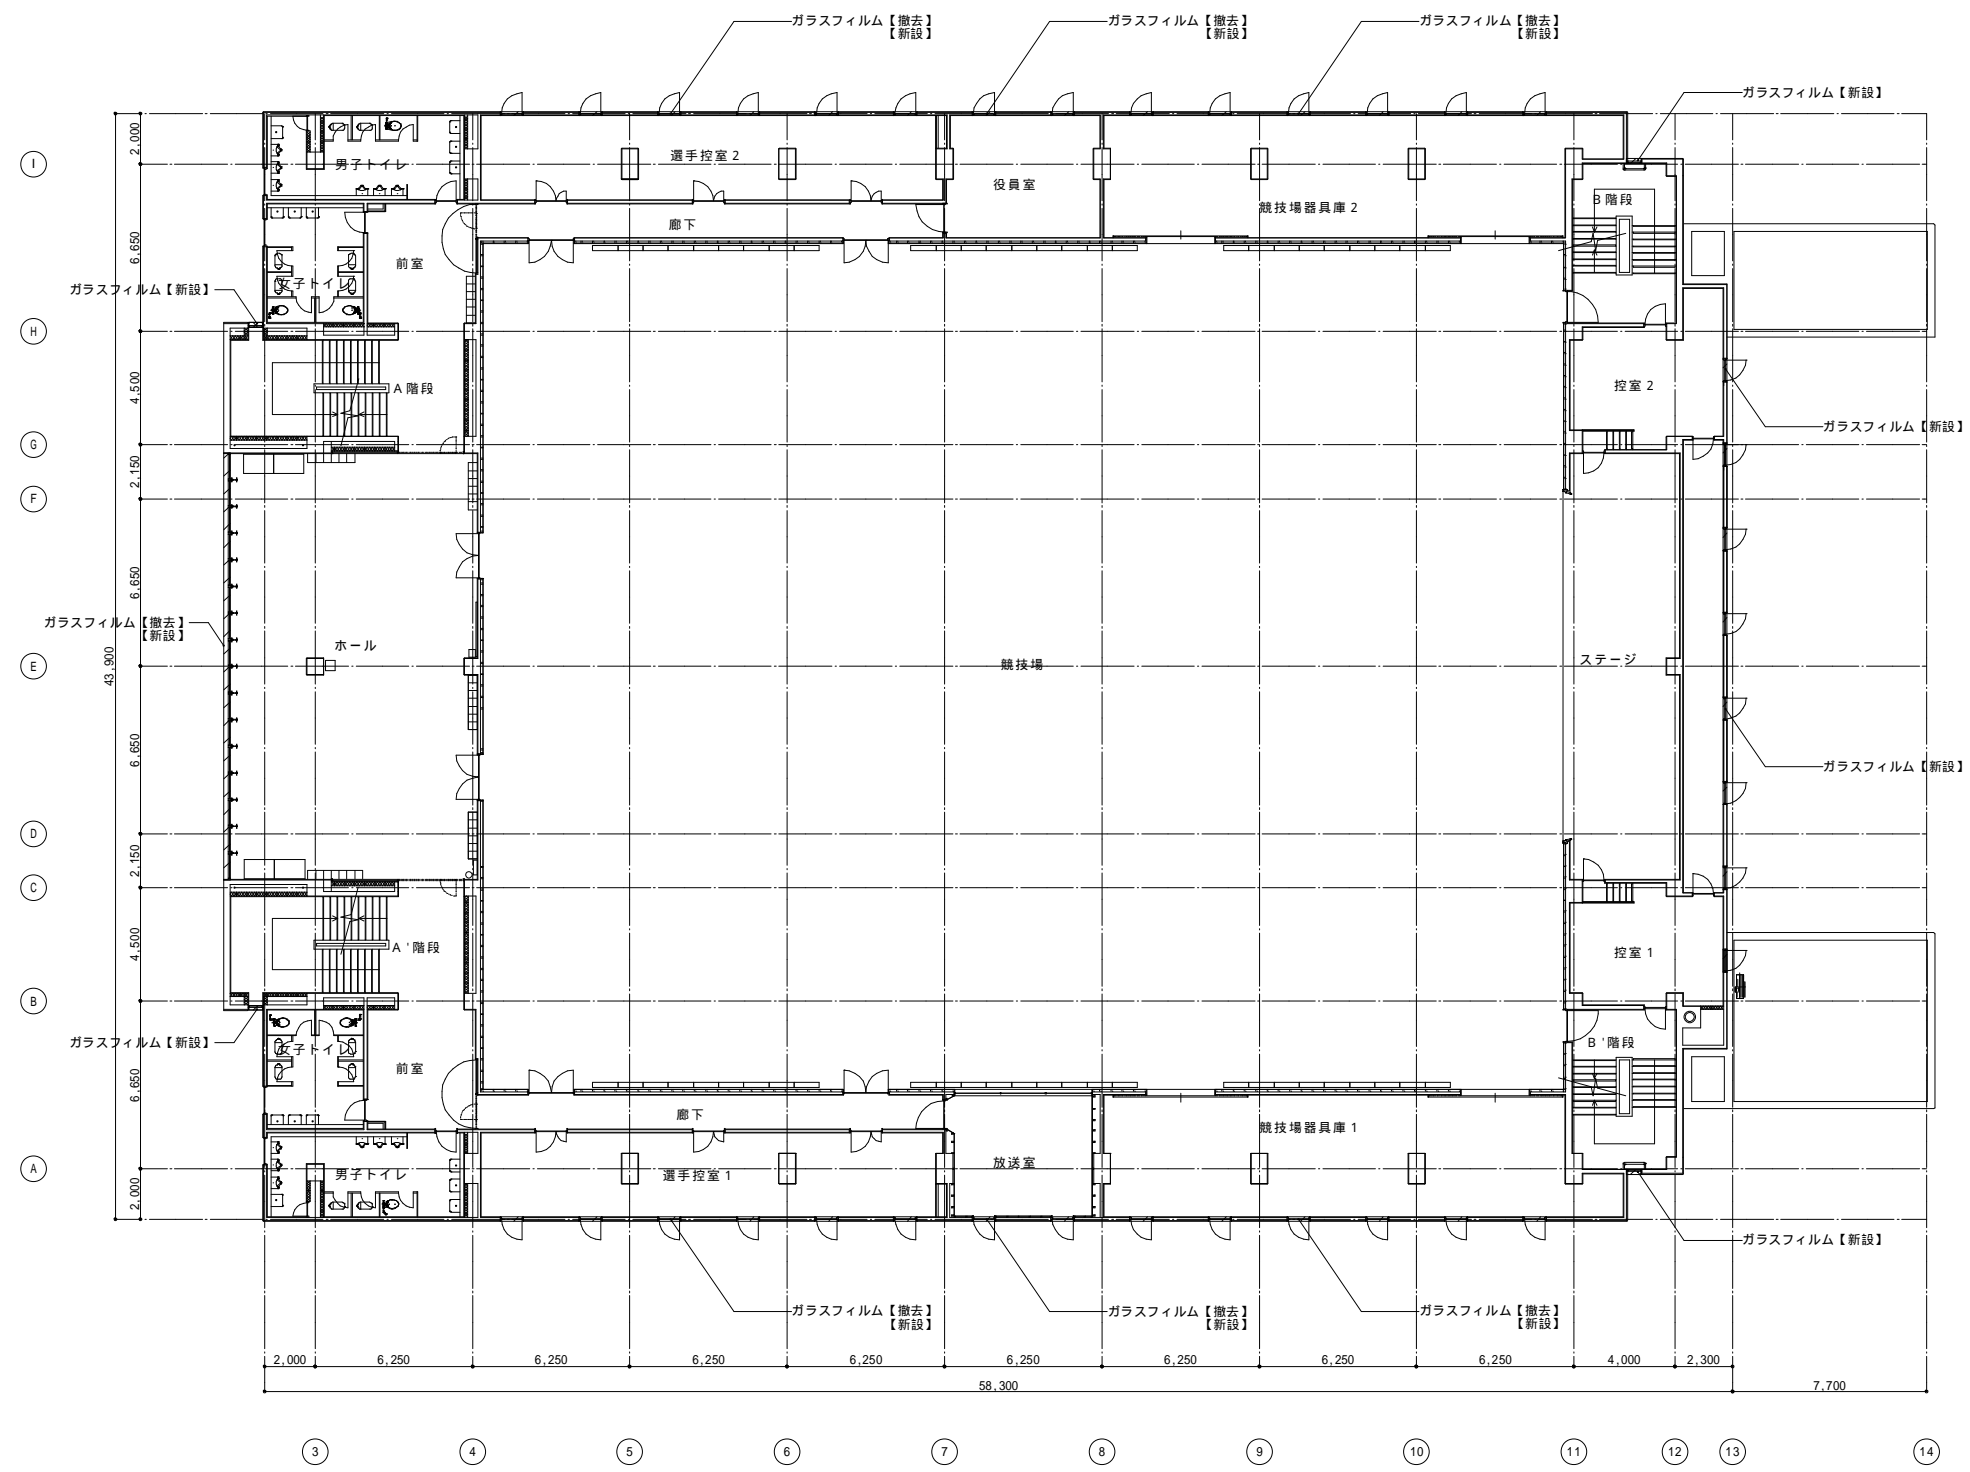 ガラスフィルム【撤去】
【新設】
ガラスフィルム【撤去】
【新設】
ガラスフィルム【撤去】
【新設】
ガラスフィルム【新設】
2,000
I
男子トイレ
選手控室2
役員室
競技場器具庫2
B階段
廊下
6,650
前室
女子トイレ
ガラスフィルム【新設】
H
4,500
A階段
控室2
ガラスフィルム【新設】
G
2,150
F
6,650
ガラスフィルム【撤去】
【新設】
ホール
43,900
E
競技場
ステージ
6,650
ガラスフィルム【新設】
D
2,150
C
4,500
A'階段
控室1
B
ガラスフィルム【新設】
女子トイレ
B'階段
前室
6,650
廊下
競技場器具庫1
放送室
A
男子トイレ
選手控室1
2,000
ガラスフィルム【新設】
ガラスフィルム【撤去】
【新設】
ガラスフィルム【撤去】
【新設】
ガラスフィルム【撤去】
【新設】
2,000 6,250 6,250 6,250 6,250 6,250 6,250 6,250 6,250 4,000 2,300
58,300 7,700
3 4 5 6 7 8 9 10 11 12 13 14